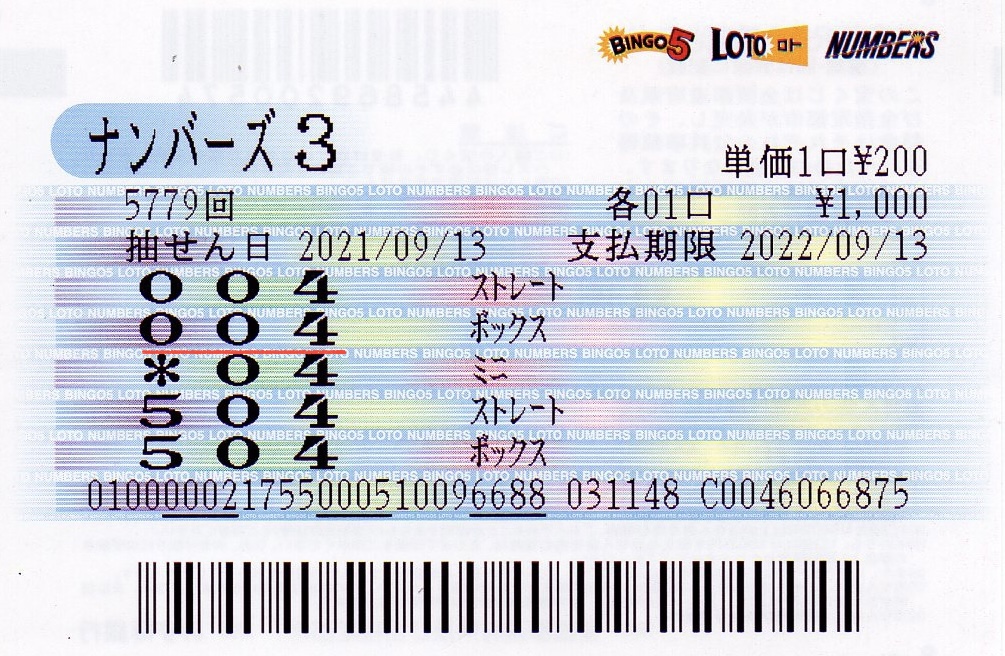 BINGO5 LOTO ロト NUMBERS
ナンバーズ3
単価1口¥200
5779回 各01口 ¥1,000
抽せん日 2021/09/13 支払期限 2022/09/13
004 ストレート
004 ボックス
*04 ミニ
504 ストレート
504 ボックス
010000021755000510096688 031148 C0046066875